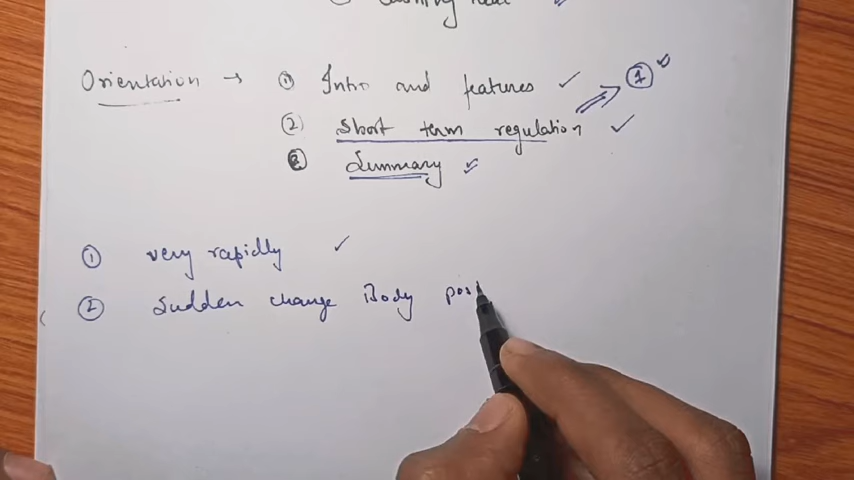 Orientation → ① Intro and features ✓ ①
② Short term regulation ✓
③ Summary
① very rapidly ✓
② Sudden change Body pos